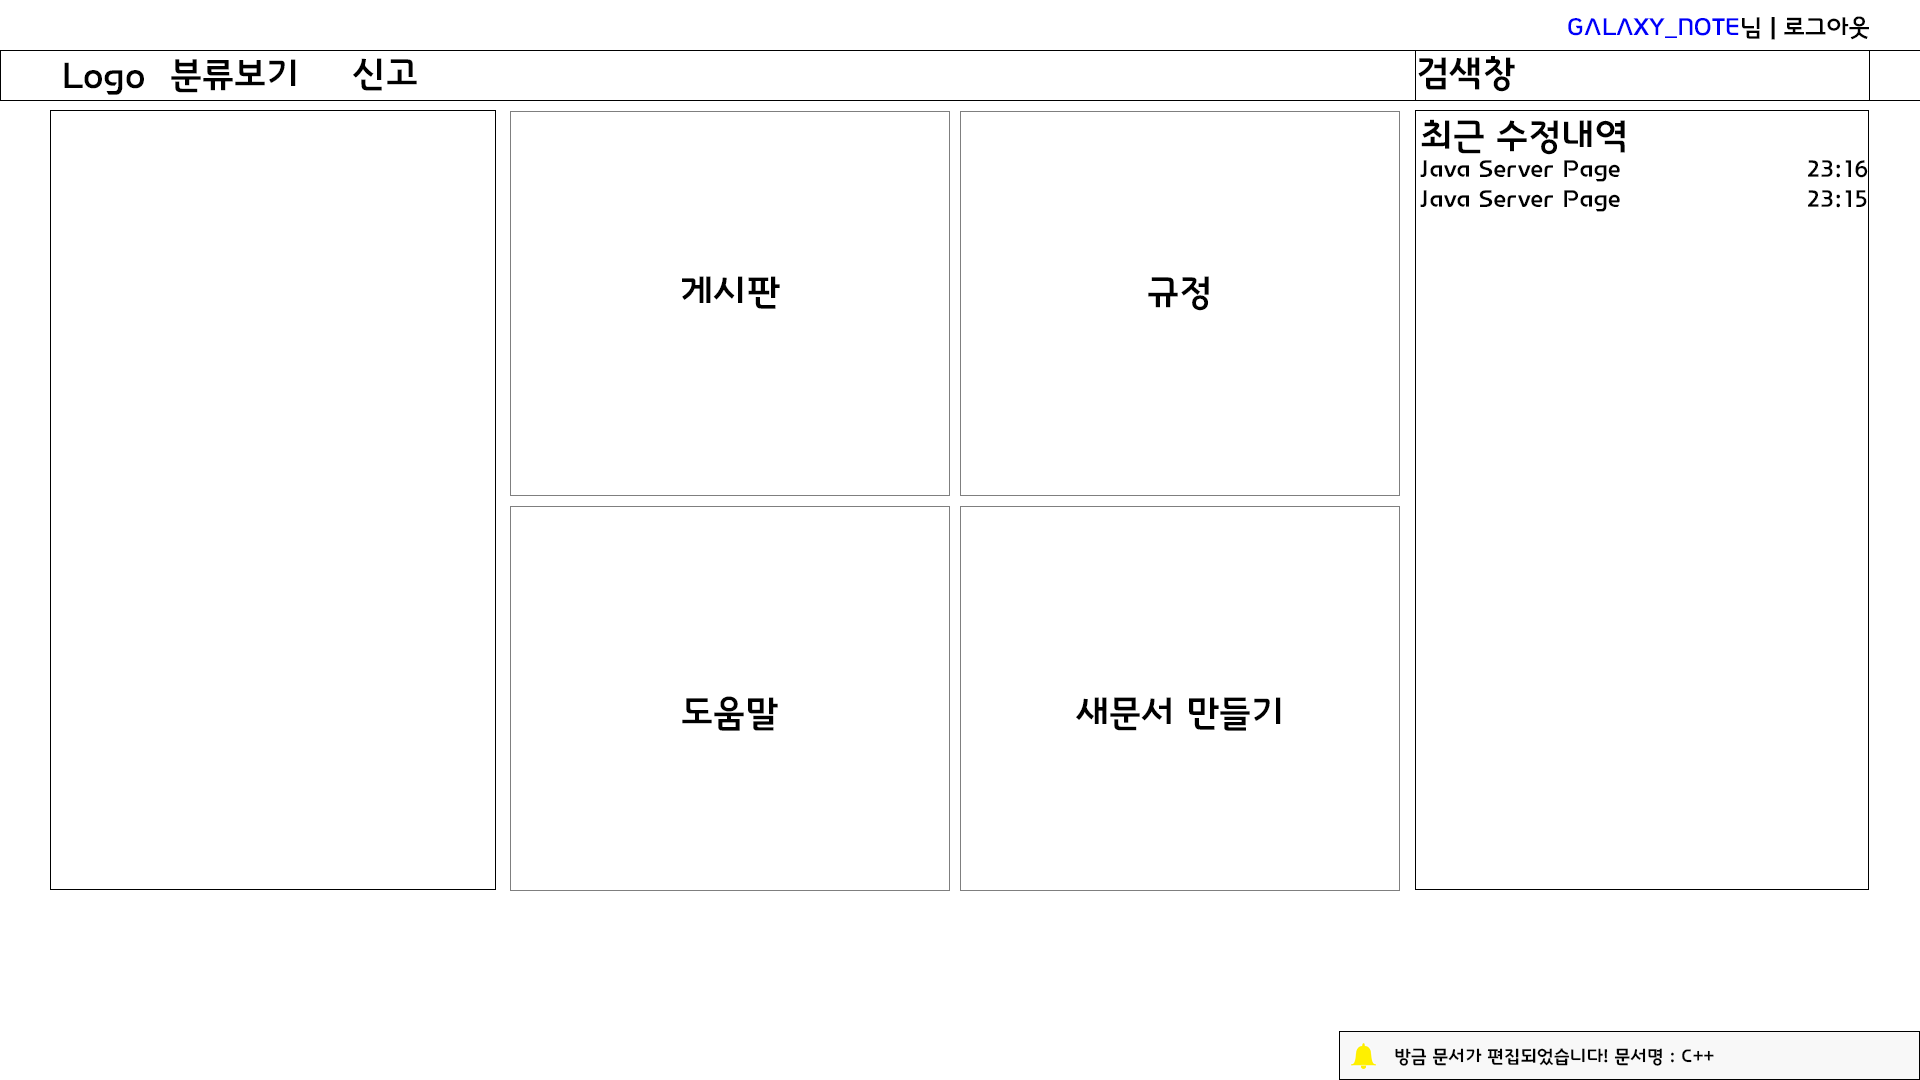 GALAXY_NOTE님 | 로그아웃
Logo 분류보기 신고 검색창
최근 수정내역
Java Server Page 23:16
Java Server Page 23:15
게시판 규정
도움말 새문서 만들기
방금 문서가 편집되었습니다! 문서명 : C++